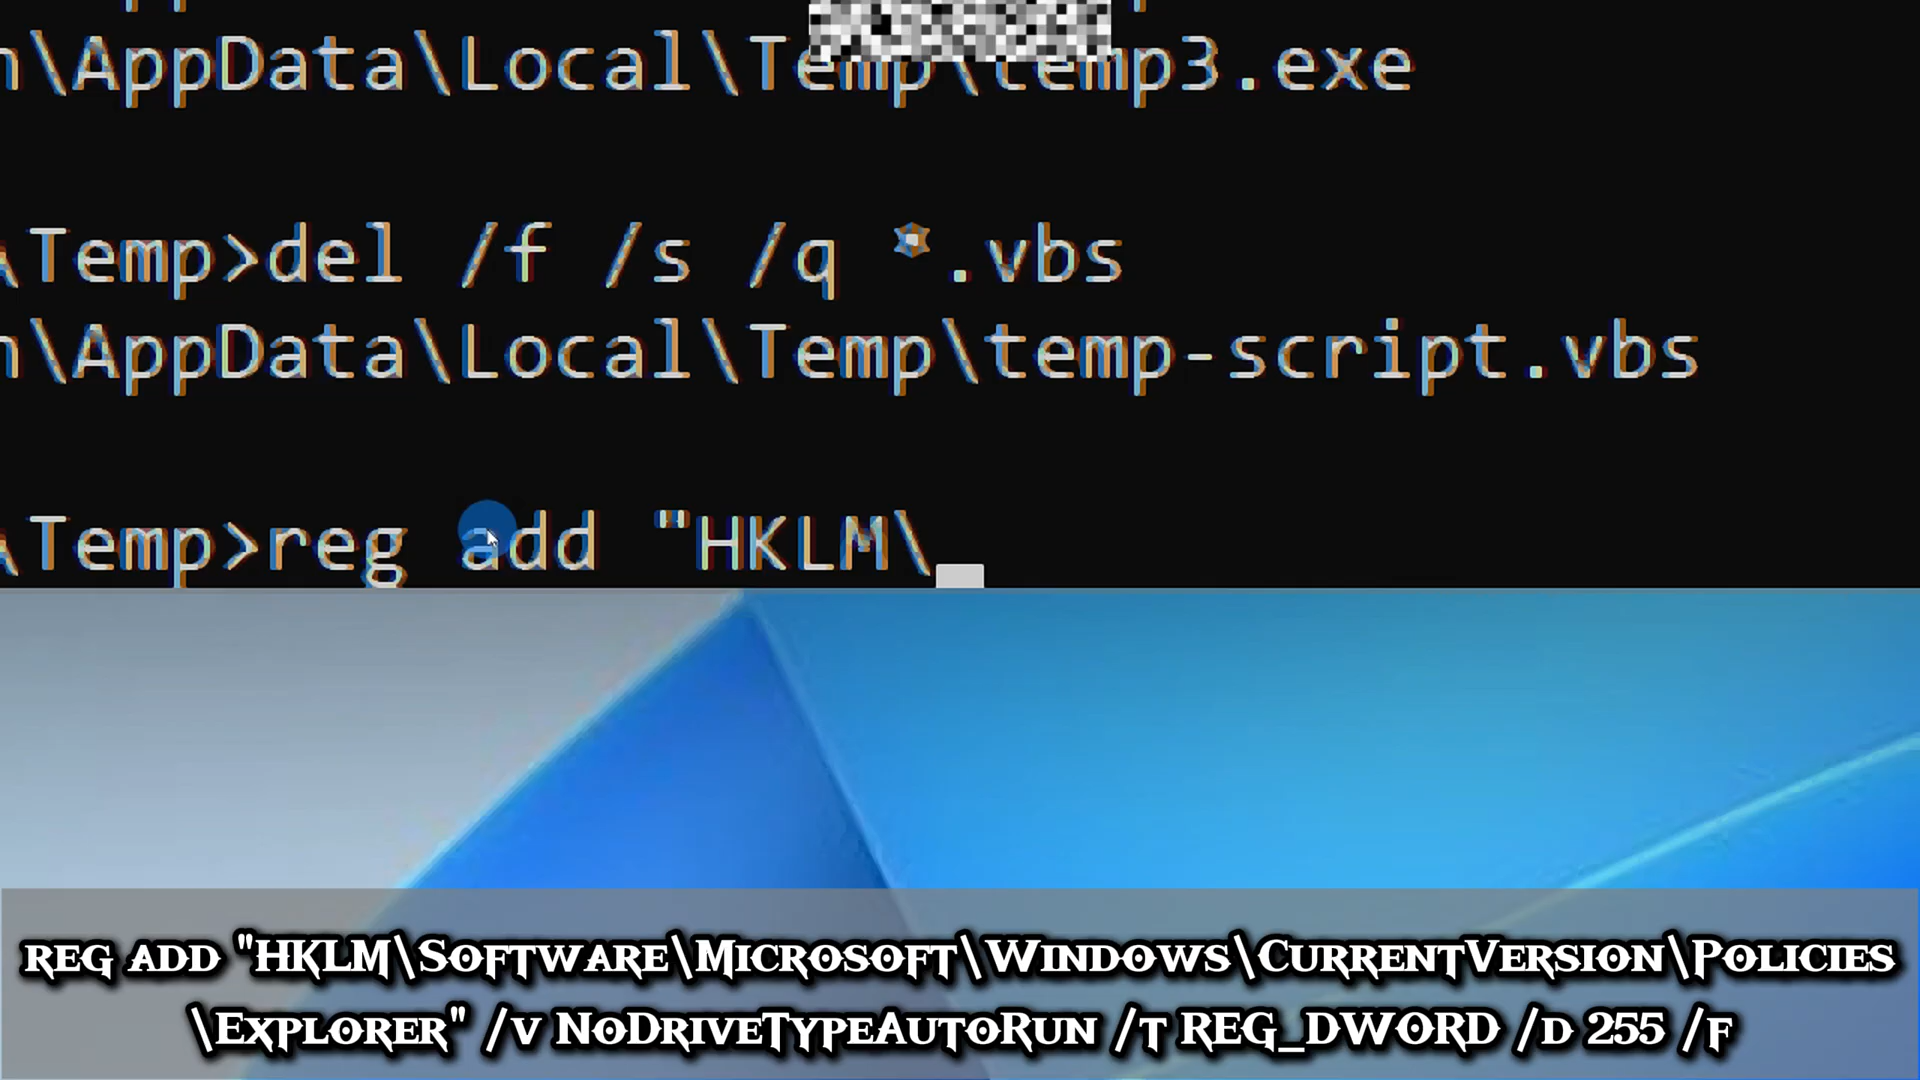 n\AppData\Local\Temp\temp3.exe
\Temp>del /f /s /q *.vbs
n\AppData\Local\Temp\temp-script.vbs
\Temp>reg add "HKLM\
reg add "HKLM\Software\Microsoft\Windows\CurrentVersion\Policies
\Explorer" /v NoDriveTypeAutoRun /t REG_DWORD /d 255 /f